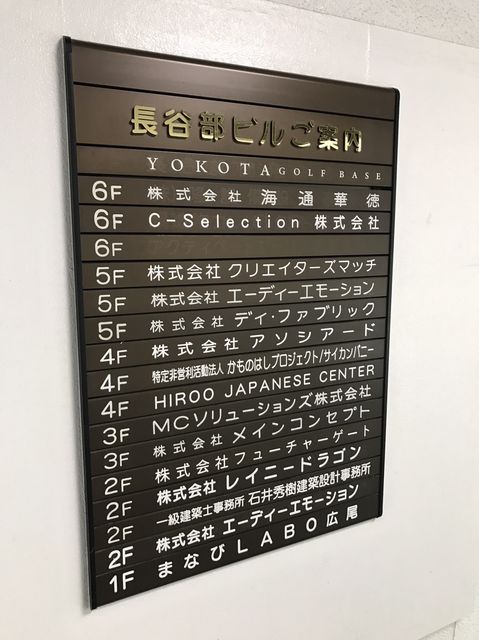 長谷部ビルご案内
YOKOTA GOLF BASE
6F 株式会社 海通華徳
6F C-Selection 株式会社
6F
5F 株式会社 クリエイターズマッチ
5F 株式会社 エーディーエモーション
5F 株式会社 ディ・ファブリック
4F 株式会社 アソシアード
4F 特定非営利活動法人 かものはしプロジェクト/サイカンパニー
4F HIROO JAPANESE CENTER
3F MCソリューションズ株式会社
3F 株式会社 メインコンセプト
2F 株式会社 フューチャーゲート
2F 株式会社 レイニードラゴン
2F 一級建築士事務所 石井秀樹建築設計事務所
2F 株式会社 エーディーエモーション
1F まなびLABO広尾